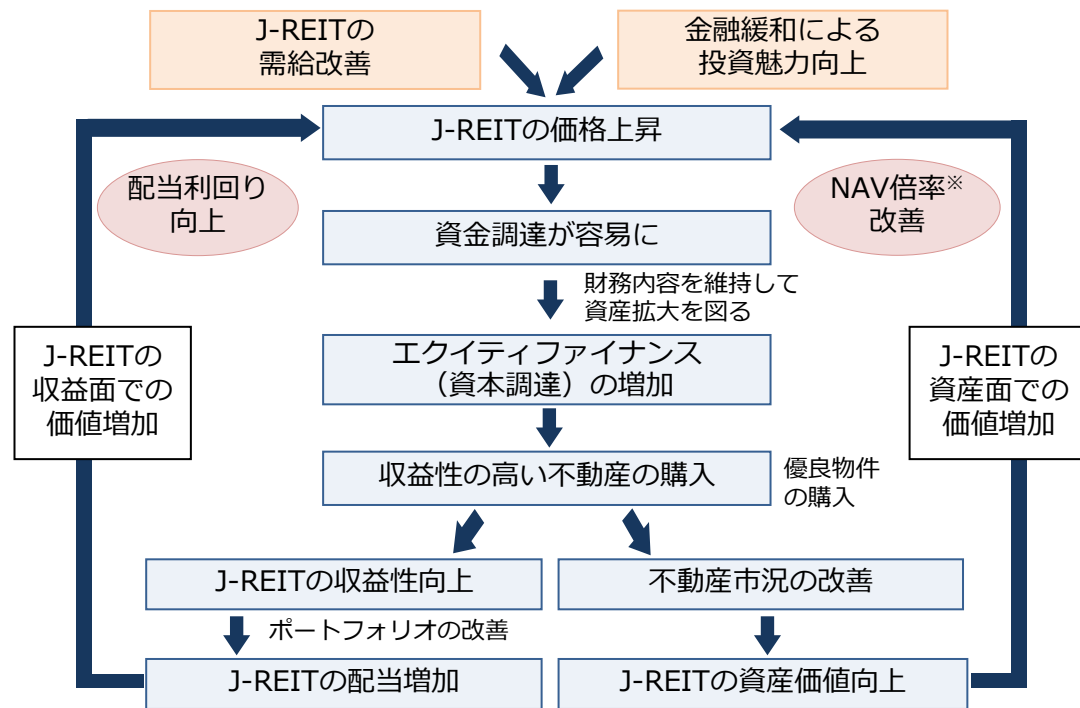 J-REITの
需給改善
金融緩和による
投資魅力向上
J-REITの価格上昇
配当利回り
向上
NAV倍率※
改善
資金調達が容易に
財務内容を維持して
資産拡大を図る
J-REITの
収益面での
価値増加
エクイティファイナンス
（資本調達）の増加
J-REITの
資産面での
価値増加
収益性の高い不動産の購入
優良物件
の購入
J-REITの収益性向上
不動産市況の改善
ポートフォリオの改善
J-REITの配当増加
J-REITの資産価値向上